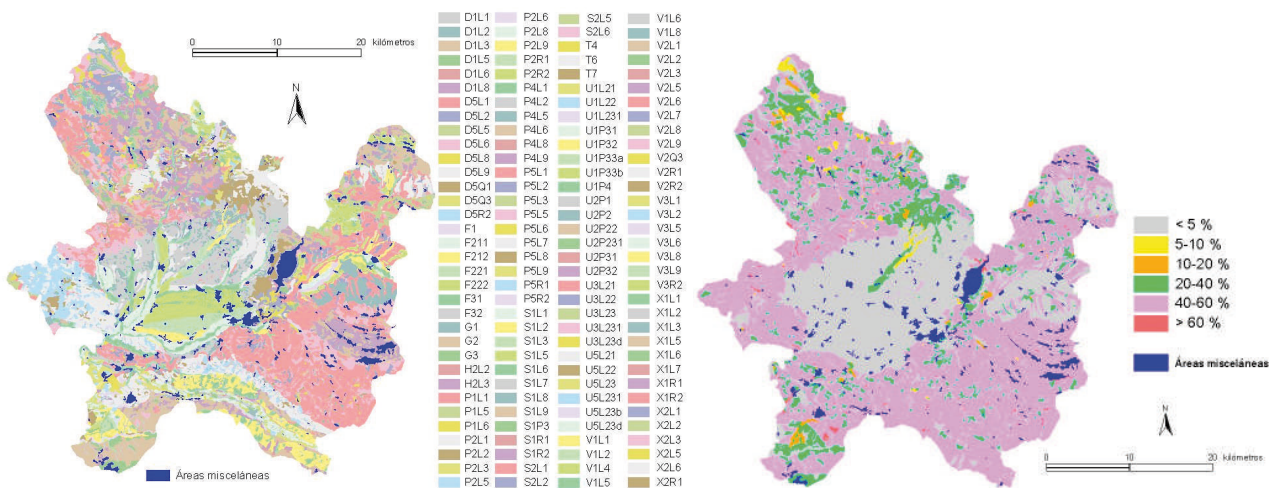 0 10 20 kilómetros
N
Áreas misceláneas
D1L1
D1L2
D1L3
D1L5
D1L6
D1L8
D5L1
D5L2
D5L5
D5L6
D5L8
D5L9
D5Q1
D5Q3
D5R2
F1
F211
F212
F221
F222
F31
F32
G1
G2
G3
H2L2
H2L3
P1L1
P1L5
P1L6
P2L1
P2L2
P2L3
P2L5
P2L6
P2L8
P2L9
P2R1
P2R2
P4L1
P4L2
P4L5
P4L6
P4L8
P4L9
P5L1
P5L2
P5L3
P5L5
P5L6
P5L7
P5L8
P5L9
P5R1
P5R2
S1L1
S1L2
S1L3
S1L5
S1L6
S1L7
S1L8
S1L9
S1P3
S1R1
S1R2
S2L1
S2L2
S2L5
S2L6
T4
T6
T7
U1L21
U1L22
U1L231
U1P31
U1P32
U1P33a
U1P33b
U1P4
U2P1
U2P2
U2P22
U2P231
U2P31
U2P32
U3L21
U3L22
U3L23
U3L231
U3L23d
U5L21
U5L22
U5L23
U5L231
U5L23b
U5L23d
V1L1
V1L2
V1L4
V1L5
V1L6
V1L8
V2L1
V2L2
V2L3
V2L5
V2L6
V2L7
V2L8
V2L9
V2Q3
V2R1
V2R2
V3L1
V3L2
V3L5
V3L6
V3L8
V3L9
V3R2
X1L1
X1L2
X1L3
X1L5
X1L6
X1L7
X1R1
X1R2
X2L1
X2L2
X2L3
X2L5
X2L6
X2R1
< 5 %
5-10 %
10-20 %
20-40 %
40-60 %
> 60 %
Áreas misceláneas
N
0 10 20 kilómetros